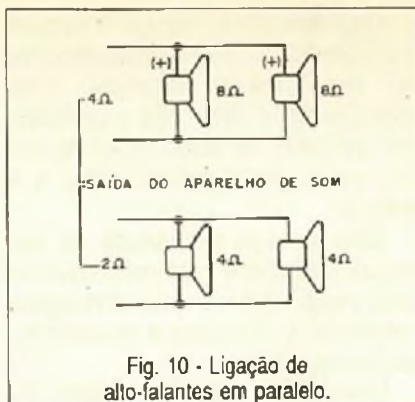 (+) (+)
8Ω 8Ω
4Ω
SAÍDA DO APARELHO DE SOM
2Ω
4Ω 4Ω
Fig. 10 - Ligação de
alto-falantes em paralelo.